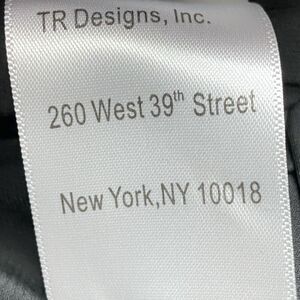 TR Designs, Inc.
260 West 39th Street
New York,NY 10018